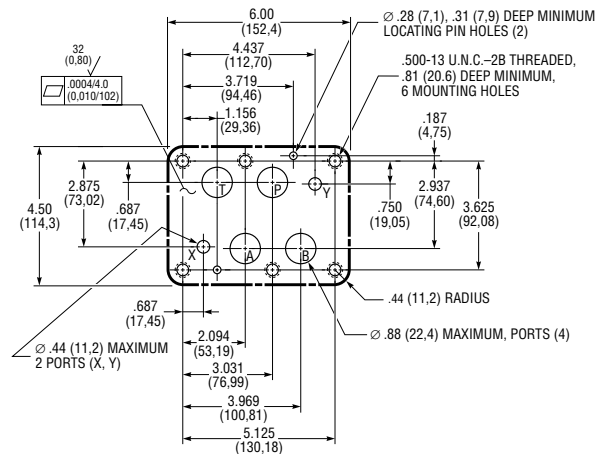 6.00
(152,4)
Ø .28 (7,1), .31 (7,9) DEEP MINIMUM
LOCATING PIN HOLES (2)
4.437
(112,70)
32
(0,80)
.500-13 U.N.C.–2B THREADED,
.81 (20.6) DEEP MINIMUM,
6 MOUNTING HOLES
3.719
(94,46)
.0004/4.0
(0,010/102)
1.156
(29,36)
.187
(4,75)
T
P
Y
2.875
(73,02)
.750
(19,05)
2.937
(74,60)
4.50
(114,3)
.687
(17,45)
3.625
(92,08)
X
A
B
.44 (11,2) RADIUS
.687
(17,45)
2.094
(53,19)
Ø .88 (22,4) MAXIMUM, PORTS (4)
Ø .44 (11,2) MAXIMUM
2 PORTS (X, Y)
3.031
(76,99)
3.969
(100,81)
5.125
(130,18)